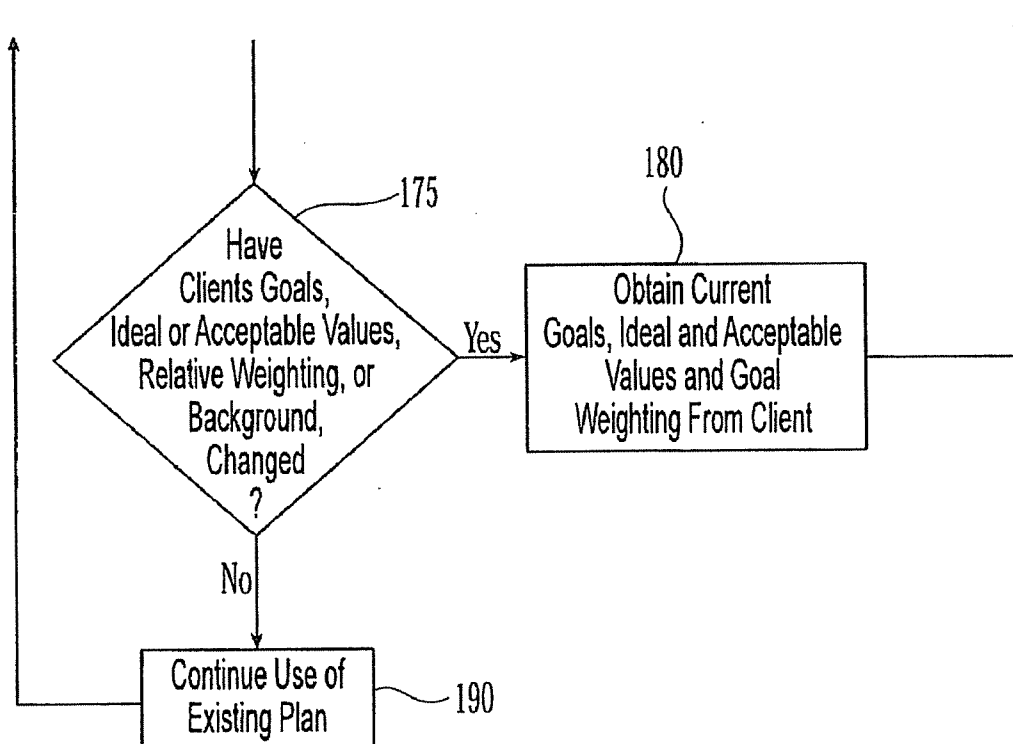 175
Have
Clients Goals,
Ideal or Acceptable Values,
Relative Weighting, or
Background,
Changed
?
Yes
180
Obtain Current
Goals, Ideal and Acceptable
Values and Goal
Weighting From Client
No
Continue Use of
Existing Plan
190